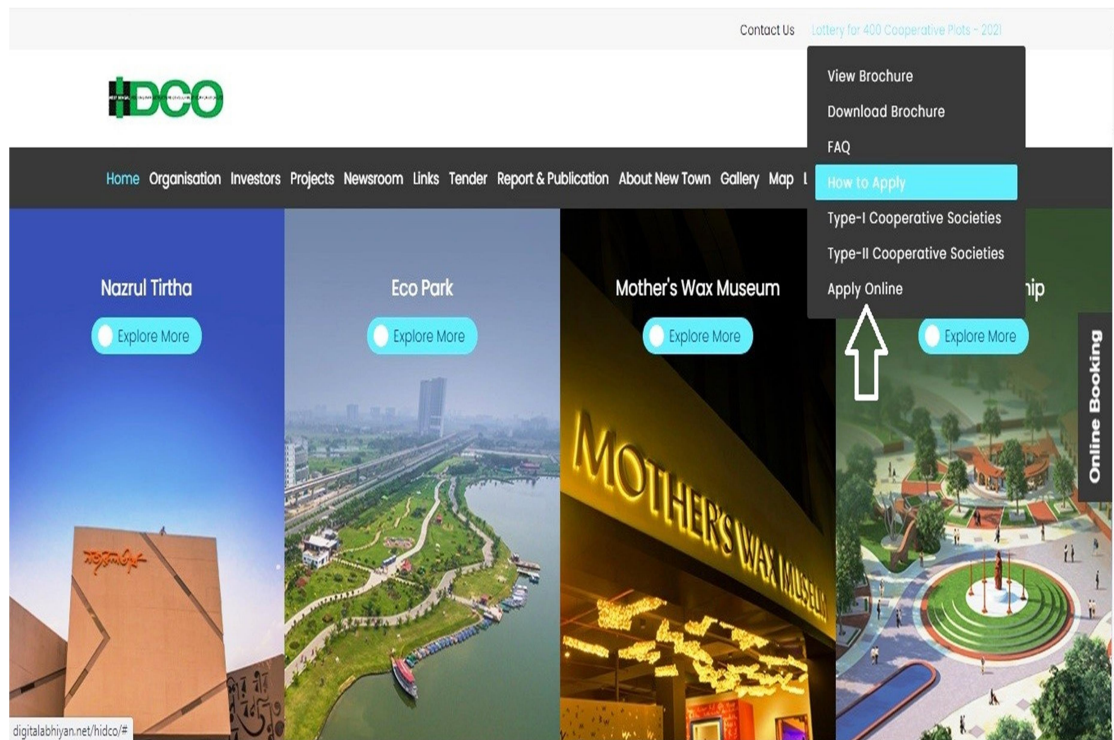 Contact Us Lottery for 400 Cooperative Plots - 2021
HDCO
View Brochure
Download Brochure
FAQ
How to Apply
Type-I Cooperative Societies
Type-II Cooperative Societies
Apply Online
Home Organisation Investors Projects Newsroom Links Tender Report & Publication About New Town Gallery Map L
Nazrul Tirtha
Explore More
Eco Park
Explore More
Mother's Wax Museum
Explore More
hip
Explore More
Online Booking
MOTHER'S WAX MUSEUM
digitalabhiyan.net/hidco/#